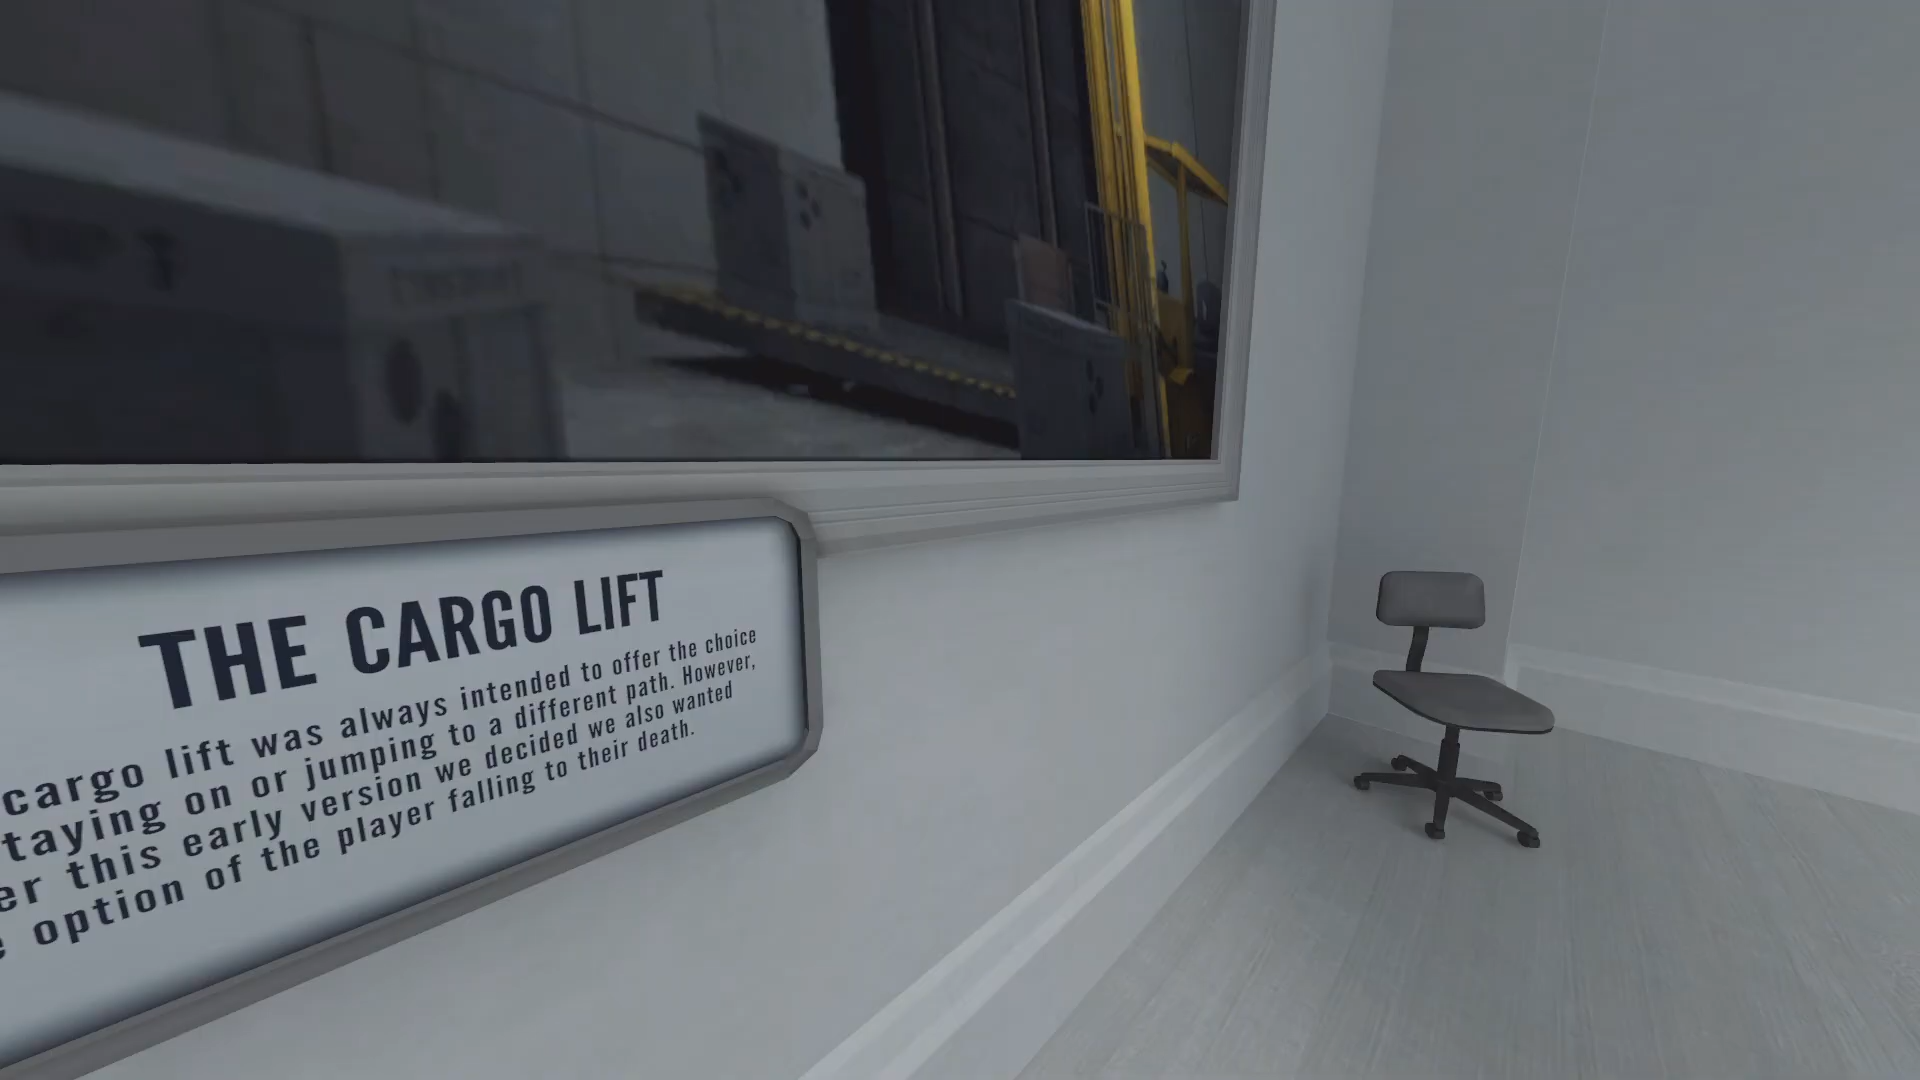 THE CARGO LIFT
cargo lift was always intended to offer the choice
taying on or jumping to a different path. However,
er this early version we decided we also wanted
e option of the player falling to their death.